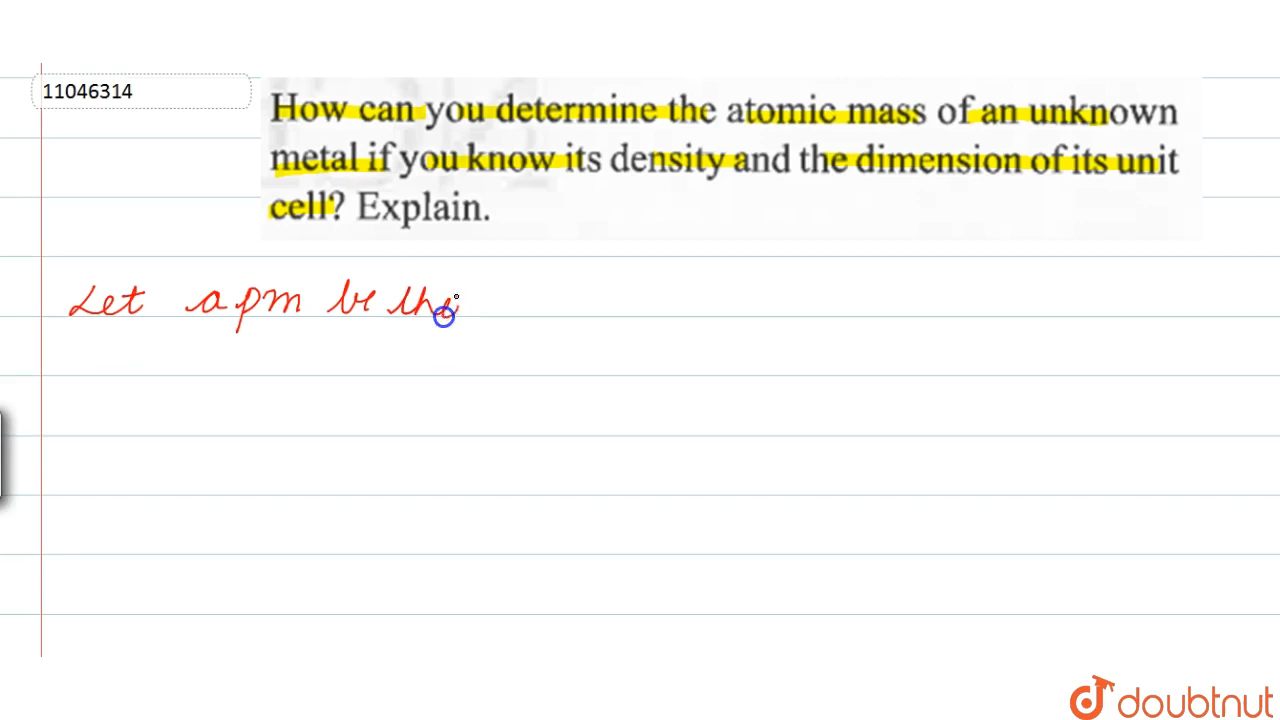 11046314
How can you determine the atomic mass of an unknown
metal if you know its density and the dimension of its unit
cell? Explain.
Let a pm be the
doubtnut